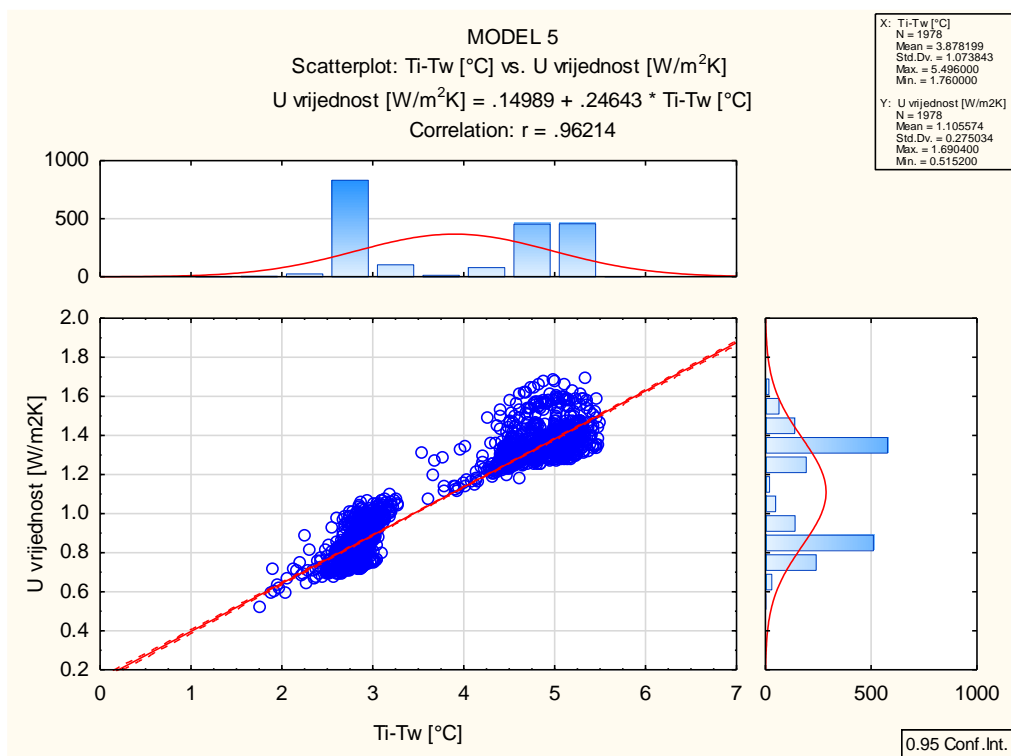 MODEL 5
Scatterplot: Ti-Tw [°C] vs. U vrijednost [W/m²K]
U vrijednost [W/m²K] = .14989 + .24643 * Ti-Tw [°C]
Correlation: r = .96214
X: Ti-Tw [°C]
N = 1978
Mean = 3.878199
Std.Dv. = 1.073843
Max. = 5.496000
Min. = 1.760000
Y: U vrijednost [W/m2K]
N = 1978
Mean = 1.105574
Std.Dv. = 0.275034
Max. = 1.690400
Min. = 0.515200
1000
500
0
2.0
1.8
1.6
1.4
1.2
1.0
0.8
0.6
0.4
0.2
U vrijednost [W/m2K]
0 1 2 3 4 5 6 7
Ti-Tw [°C]
0 500 1000
0.95 Conf.Int.